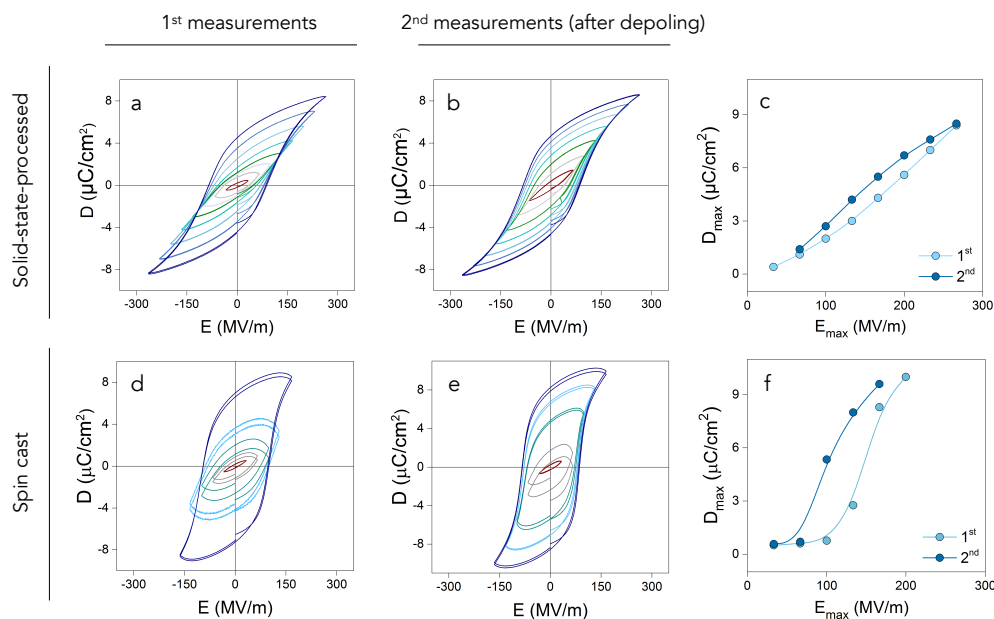 1st measurements
2nd measurements (after depoling)
Solid-state-processed
a
8
4
0
-4
-8
D (µC/cm²)
-300 -150 0 150 300
E (MV/m)
b
8
4
0
-4
-8
D (µC/cm²)
-300 -150 0 150 300
E (MV/m)
c
9
6
3
0
Dmax (µC/cm²)
1st
2nd
0 100 200 300
Emax (MV/m)
Spin cast
d
8
4
0
-4
-8
D (µC/cm²)
-300 -150 0 150 300
E (MV/m)
e
8
4
0
-4
-8
D (µC/cm²)
-300 -150 0 150 300
E (MV/m)
f
9
6
3
0
Dmax (µC/cm²)
1st
2nd
0 100 200 300
Emax (MV/m)